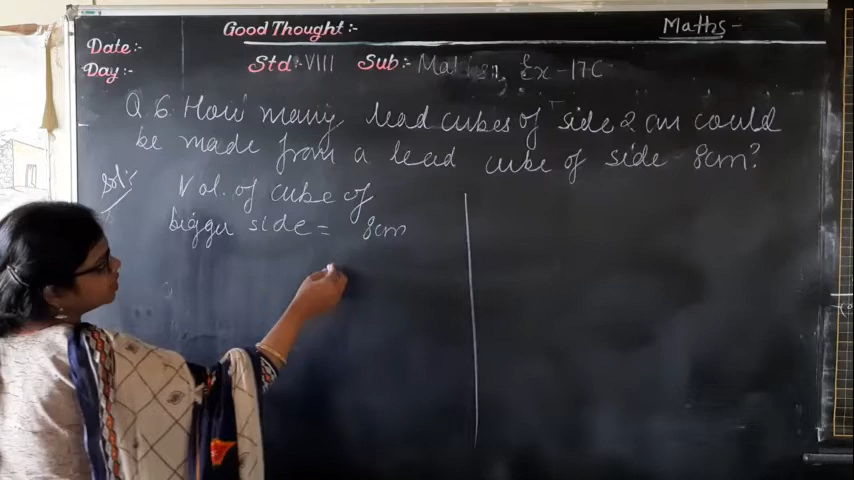 Good Thought:-
Maths-
Date:-
Day:-
Std:-VIII Sub:- Maths, Ex-17C
Q.6. How many lead cubes of side 2 cm could
be made from a lead cube of side 8cm?
Sol:-
Vol. of cube of
bigger side = 8cm